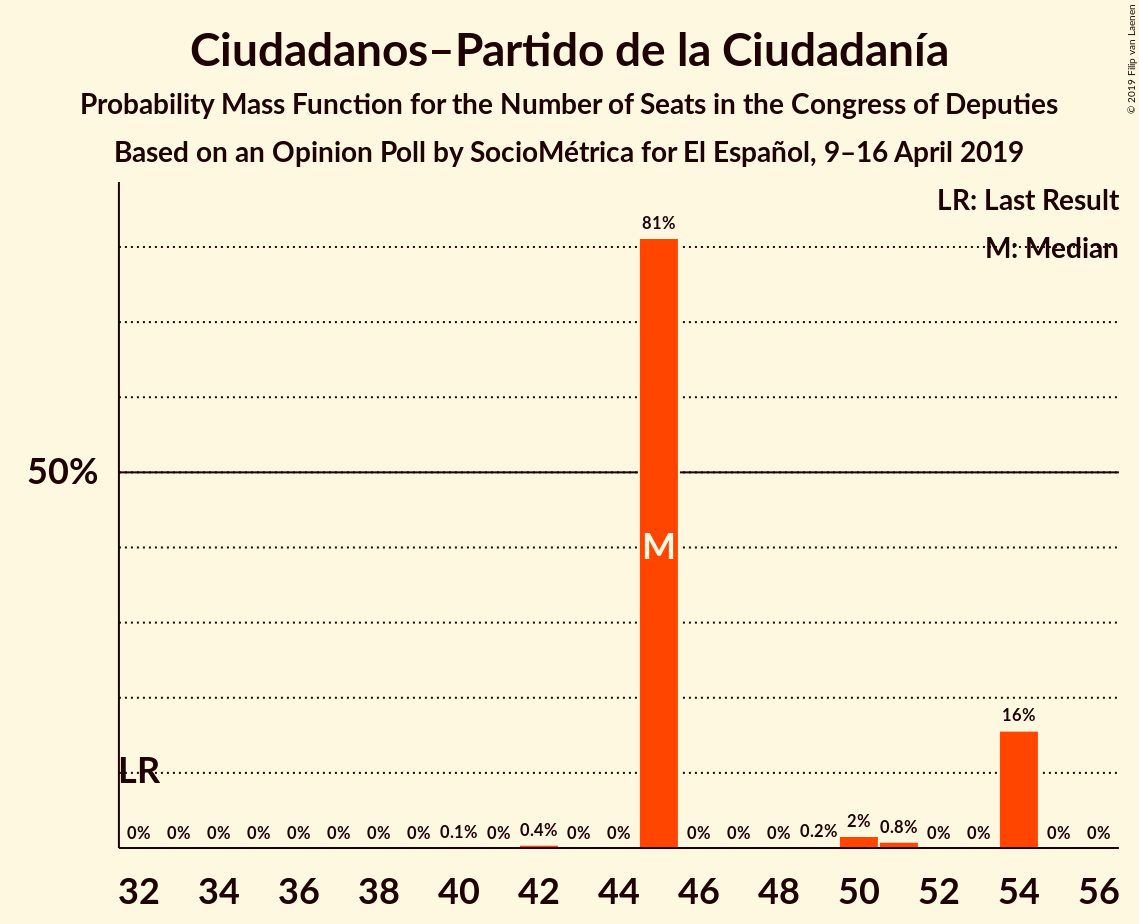 Ciudadanos–Partido de la Ciudadanía
Probability Mass Function for the Number of Seats in the Congress of Deputies
Based on an Opinion Poll by SocioMétrica for El Español, 9–16 April 2019
© 2019 Filip van Laenen
LR: Last Result
M: Median
81%
50%
M
16%
LR
0% 0% 0% 0% 0% 0% 0% 0% 0.1% 0% 0.4% 0% 0% 0% 0% 0% 0.2% 2% 0.8% 0% 0% 0% 0%
32 34 36 38 40 42 44 46 48 50 52 54 56